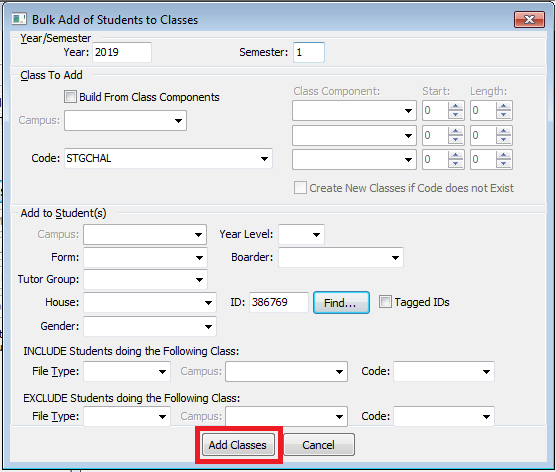 Bulk Add of Students to Classes
Year/Semester
Year: 2019 Semester: 1
Class To Add
Build From Class Components
Class Component: Start: Length:
Campus:
0 0
0 0
Code: STGCHAL
0 0
Create New Classes if Code does not Exist
Add to Student(s)
Campus: Year Level:
Form: Boarder:
Tutor Group:
House: ID: 386769 Find... Tagged IDs
Gender:
INCLUDE Students doing the Following Class:
File Type: Campus: Code:
EXCLUDE Students doing the Following Class:
File Type: Campus: Code:
Add Classes Cancel